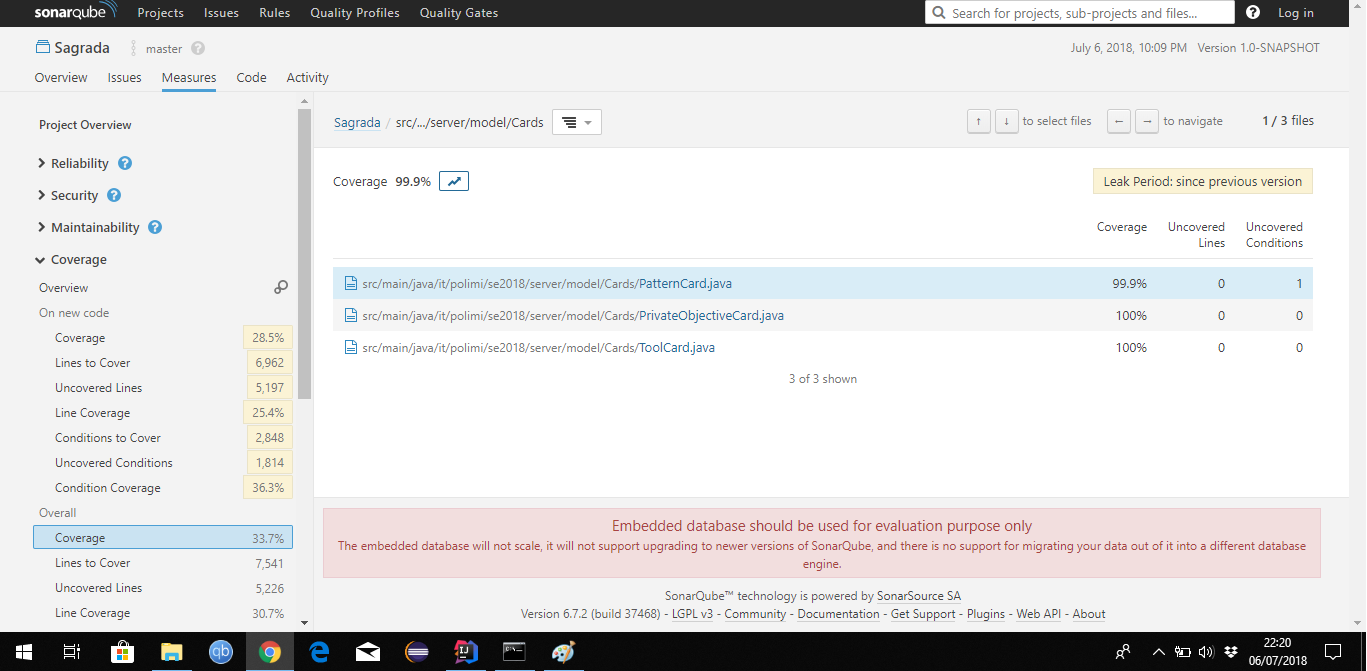 sonarqube Projects Issues Rules Quality Profiles Quality Gates Search for projects, sub-projects and files... ? Log in
Sagrada master ? July 6, 2018, 10:09 PM Version 1.0-SNAPSHOT
Overview Issues Measures Code Activity
Project Overview
Reliability ?
Security ?
Maintainability ?
Coverage
Overview
On new code
Coverage 28.5%
Lines to Cover 6,962
Uncovered Lines 5,197
Line Coverage 25.4%
Conditions to Cover 2,848
Uncovered Conditions 1,814
Condition Coverage 36.3%
Overall
Coverage 33.7%
Lines to Cover 7,541
Uncovered Lines 5,226
Line Coverage 30.7%
Sagrada / src/.../server/model/Cards ↑ ↓ to select files ← → to navigate 1 / 3 files
Coverage 99.9% Leak Period: since previous version
Coverage Uncovered Uncovered
Lines Conditions
src/main/java/it/polimi/se2018/server/model/Cards/PatternCard.java 99.9% 0 1
src/main/java/it/polimi/se2018/server/model/Cards/PrivateObjectiveCard.java 100% 0 0
src/main/java/it/polimi/se2018/server/model/Cards/ToolCard.java 100% 0 0
3 of 3 shown
Embedded database should be used for evaluation purpose only
The embedded database will not scale, it will not support upgrading to newer versions of SonarQube, and there is no support for migrating your data out of it into a different database
engine.
SonarQube™ technology is powered by SonarSource SA
Version 6.7.2 (build 37468) - LGPL v3 - Community - Documentation - Get Support - Plugins - Web API - About
qb
IJ
22:20
06/07/2018